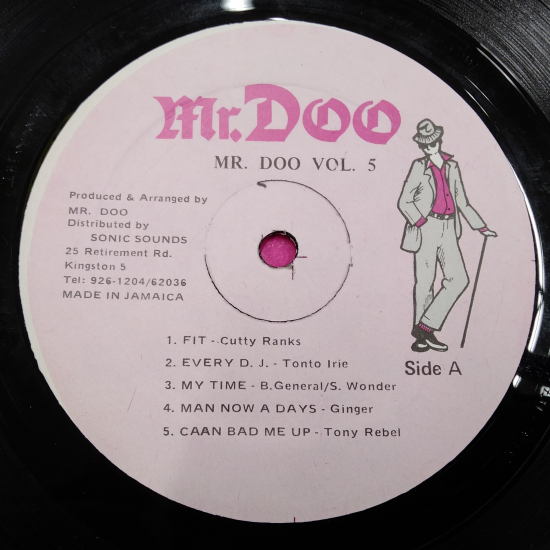 Mr. Doo
MR. DOO VOL. 5
Produced & Arranged by
MR. DOO
Distributed by
SONIC SOUNDS
25 Retirement Rd.
Kingston 5
Tel: 926-1204/62036
MADE IN JAMAICA
1. FIT - Cutty Ranks
2. EVERY D. J. - Tonto Irie
3. MY TIME - B.General/S. Wonder
4. MAN NOW A DAYS - Ginger
5. CAAN BAD ME UP - Tony Rebel
Side A